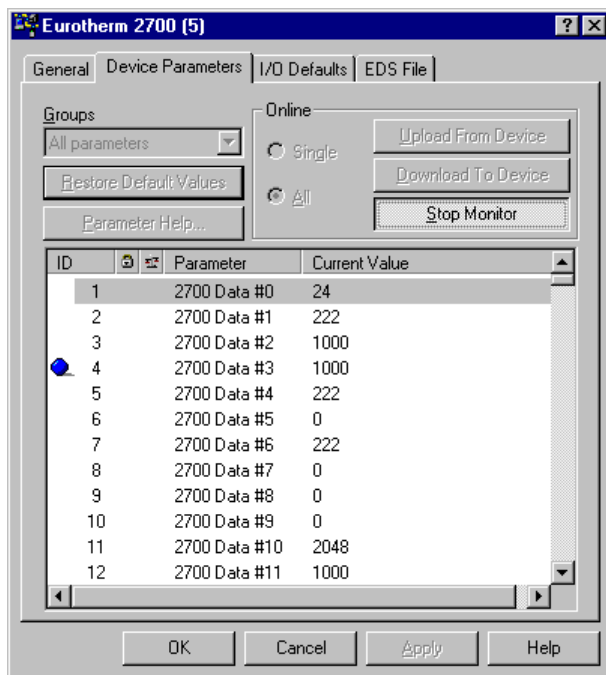 Eurotherm 2700 (5)
General Device Parameters I/O Defaults EDS File
Groups
All parameters
Restore Default Values
Parameter Help...
Online
Single
All
Upload From Device
Download To Device
Stop Monitor
ID Parameter Current Value
1 2700 Data #0 24
2 2700 Data #1 222
3 2700 Data #2 1000
4 2700 Data #3 1000
5 2700 Data #4 222
6 2700 Data #5 0
7 2700 Data #6 222
8 2700 Data #7 0
9 2700 Data #8 0
10 2700 Data #9 0
11 2700 Data #10 2048
12 2700 Data #11 1000
OK Cancel Apply Help